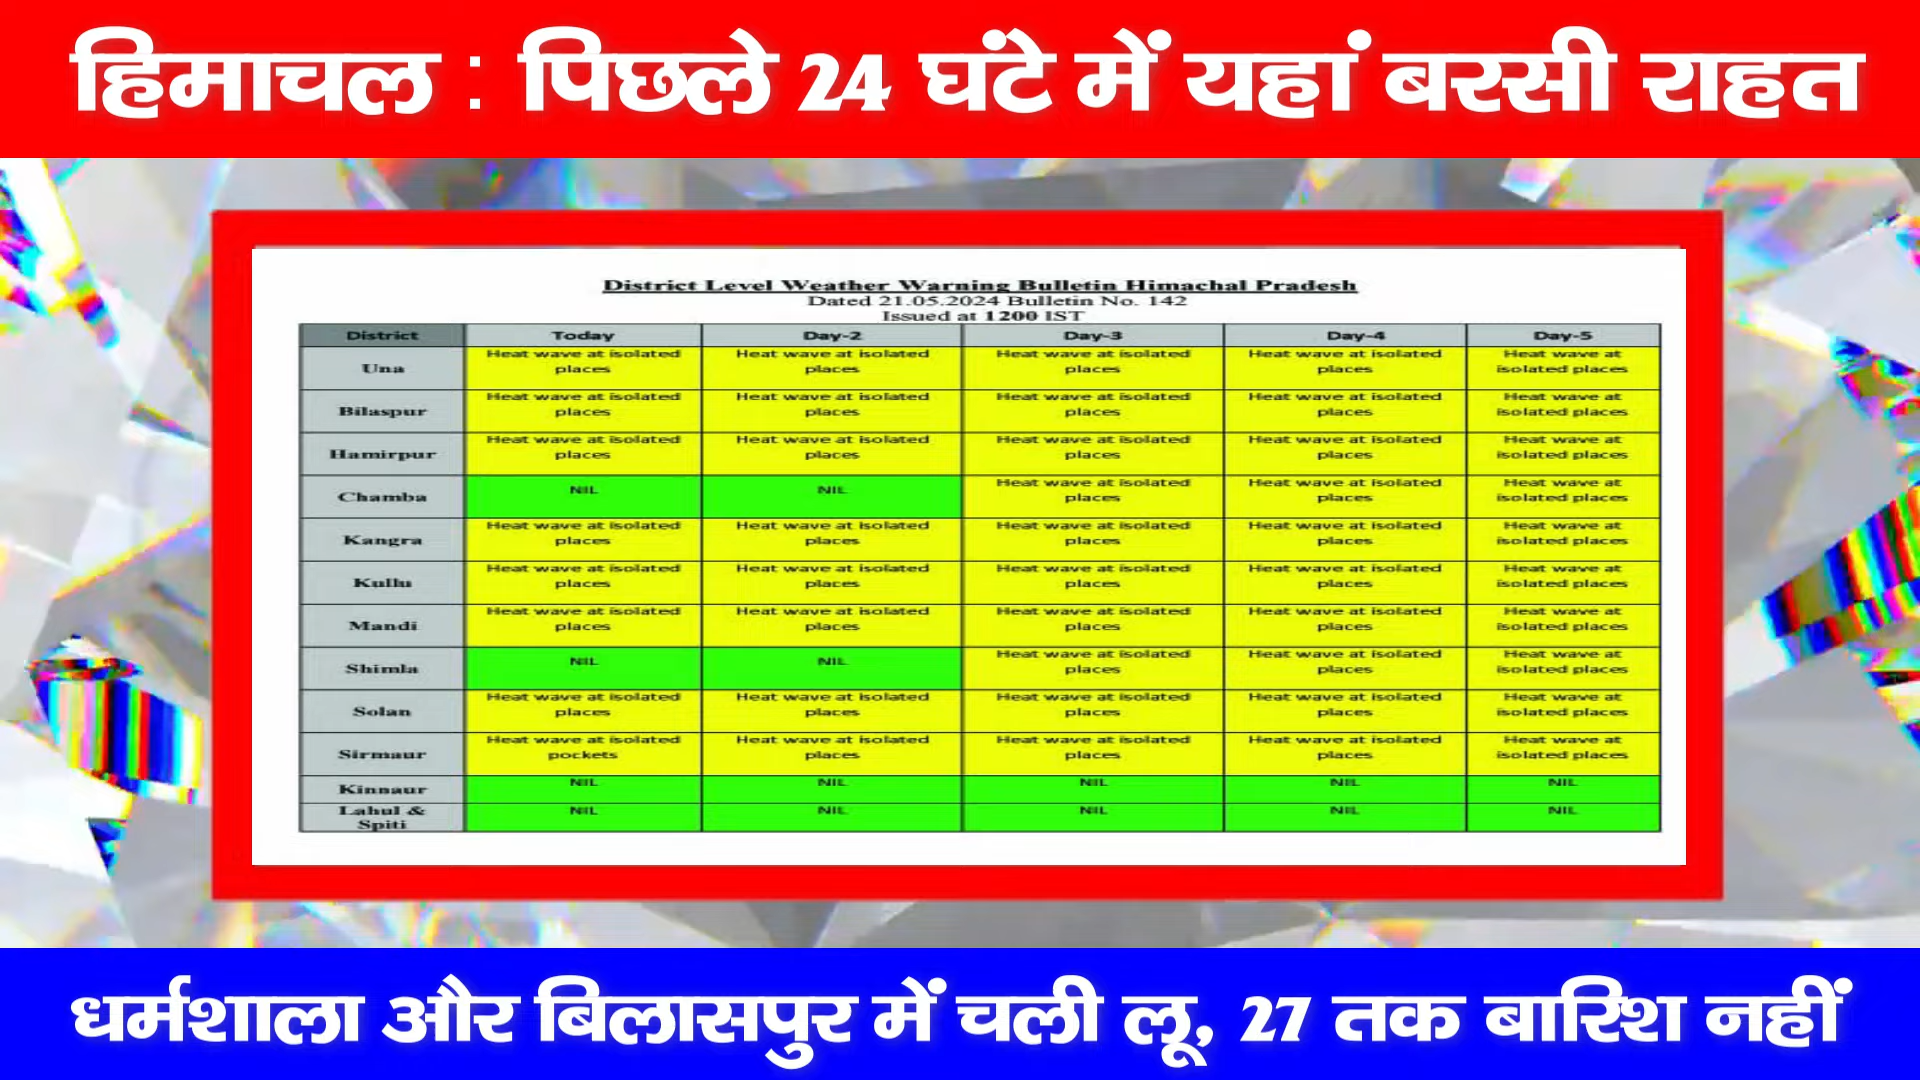 हिमाचल : पिछले 24 घंटे में यहां बरसी राहत
District Level Weather Warning Bulletin Himachal Pradesh
Dated 21.05.2024 Bulletin No. 142
Issued at 1200 IST
District Today Day-2 Day-3 Day-4 Day-5
Una Heat wave at isolated places Heat wave at isolated places Heat wave at isolated places Heat wave at isolated places Heat wave at isolated places
Bilaspur Heat wave at isolated places Heat wave at isolated places Heat wave at isolated places Heat wave at isolated places Heat wave at isolated places
Hamirpur Heat wave at isolated places Heat wave at isolated places Heat wave at isolated places Heat wave at isolated places Heat wave at isolated places
Chamba NIL NIL Heat wave at isolated places Heat wave at isolated places Heat wave at isolated places
Kangra Heat wave at isolated places Heat wave at isolated places Heat wave at isolated places Heat wave at isolated places Heat wave at isolated places
Kullu Heat wave at isolated places Heat wave at isolated places Heat wave at isolated places Heat wave at isolated places Heat wave at isolated places
Mandi Heat wave at isolated places Heat wave at isolated places Heat wave at isolated places Heat wave at isolated places Heat wave at isolated places
Shimla NIL NIL Heat wave at isolated places Heat wave at isolated places Heat wave at isolated places
Solan Heat wave at isolated places Heat wave at isolated places Heat wave at isolated places Heat wave at isolated places Heat wave at isolated places
Sirmaur Heat wave at isolated pockets Heat wave at isolated places Heat wave at isolated places Heat wave at isolated places Heat wave at isolated places
Kinnaur NIL NIL NIL NIL NIL
Lahul & Spiti NIL NIL NIL NIL NIL
धर्मशाला और बिलासपुर में चली लू, 27 तक बारिश नहीं